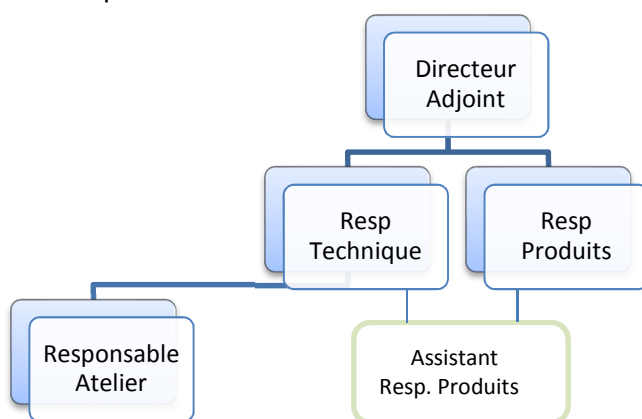 Directeur
Adjoint
Resp
Technique
Resp
Produits
Responsable
Atelier
Assistant
Resp. Produits